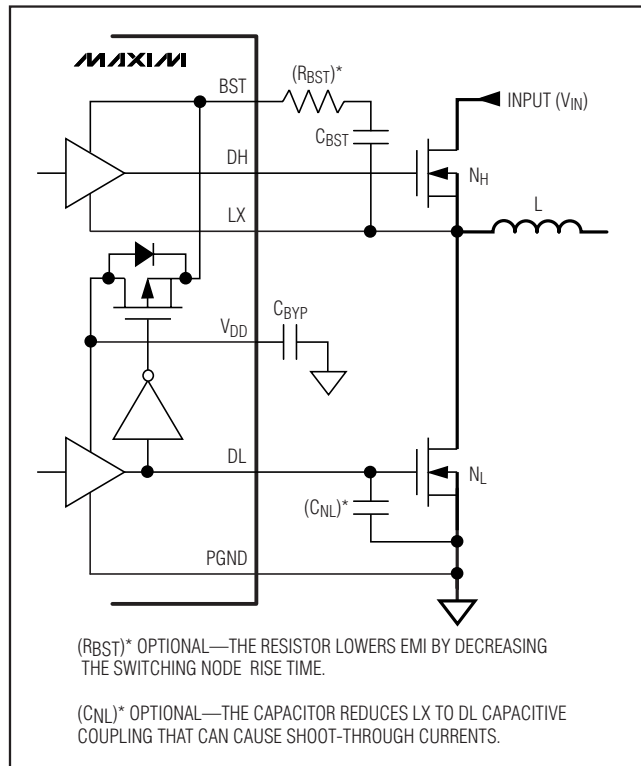 MAXIM
BST
(RBST)*
INPUT (VIN)
CBST
DH
NH
LX
L
CBYP
VDD
DL
NL
(CNL)*
PGND
(RBST)* OPTIONAL—THE RESISTOR LOWERS EMI BY DECREASING
THE SWITCHING NODE RISE TIME.
(CNL)* OPTIONAL—THE CAPACITOR REDUCES LX TO DL CAPACITIVE
COUPLING THAT CAN CAUSE SHOOT-THROUGH CURRENTS.